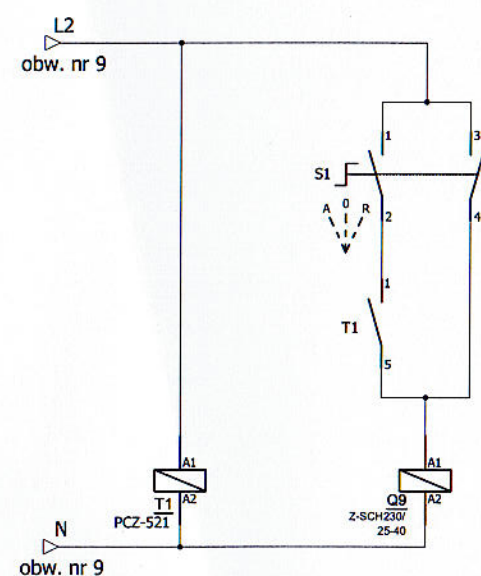 L2
obw. nr 9
1
3
S1
A
0
R
2
4
1
T1
5
A1
A1
T1
A2
Q9
A2
PCZ-521
Z-SCH230/
25-40
N
obw. nr 9